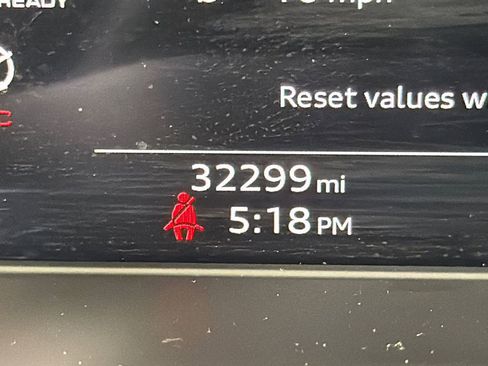 READY
Reset values w
32299 mi
5:18 PM